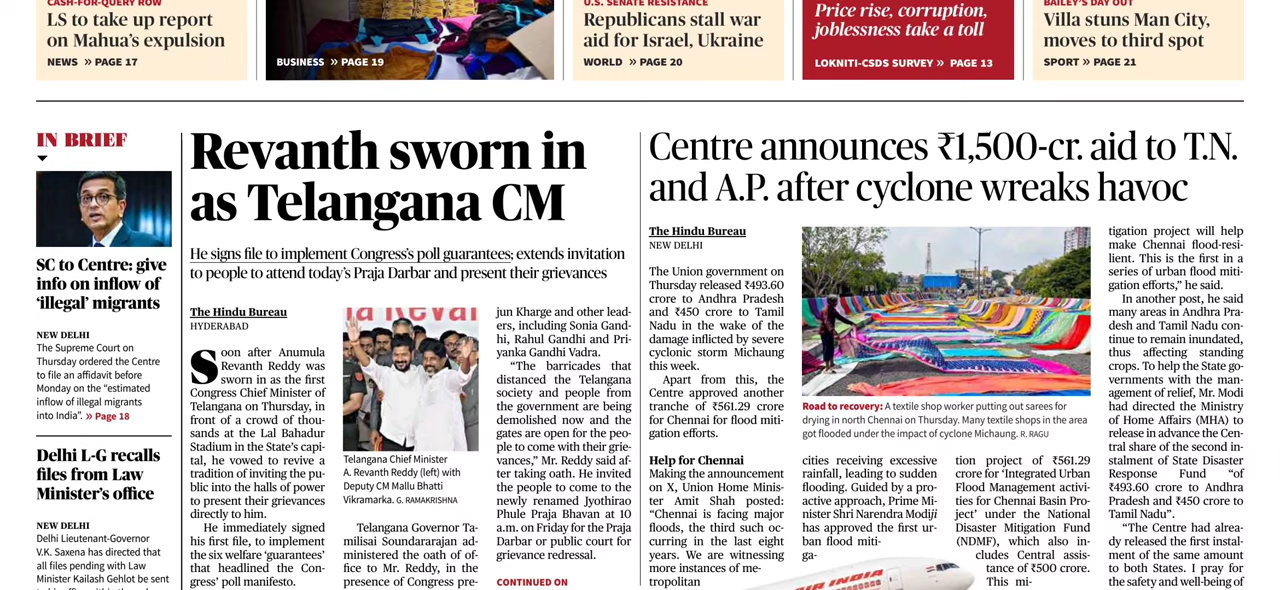 CASH-FOR-QUERY ROW
LS to take up report
on Mahua's expulsion
NEWS » PAGE 17
BUSINESS » PAGE 19
U.S. SENATE RESISTANCE
Republicans stall war
aid for Israel, Ukraine
WORLD » PAGE 20
Price rise, corruption,
joblessness take a toll
LOKNITI-CSDS SURVEY » PAGE 13
BAILEY'S DAY OUT
Villa stuns Man City,
moves to third spot
SPORT » PAGE 21
IN BRIEF
SC to Centre: give
info on inflow of
‘illegal’ migrants
NEW DELHI
The Supreme Court on
Thursday ordered the Centre
to file an affidavit before
Monday on the “estimated
inflow of illegal migrants
into India”. » Page 18
Delhi L-G recalls
files from Law
Minister's office
NEW DELHI
Delhi Lieutenant-Governor
V.K. Saxena has directed that
all files pending with Law
Minister Kailash Gehlot be sent
Revanth sworn in
as Telangana CM
He signs file to implement Congress's poll guarantees; extends invitation
to people to attend today's Praja Darbar and present their grievances
The Hindu Bureau
HYDERABAD
Soon after Anumula
Revanth Reddy was
sworn in as the first
Congress Chief Minister of
Telangana on Thursday, in
front of a crowd of thou-
sands at the Lal Bahadur
Stadium in the State's capi-
tal, he vowed to revive a
tradition of inviting the pu-
blic into the halls of power
to present their grievances
directly to him.
He immediately signed
his first file, to implement
the six welfare ‘guarantees’
that headlined the Con-
gress' poll manifesto.
Telangana Chief Minister
A. Revanth Reddy (left) with
Deputy CM Mallu Bhatti
Vikramarka. G. RAMAKRISHNA
Telangana Governor Ta-
milisai Soundararajan ad-
ministered the oath of of-
fice to Mr. Reddy, in the
presence of Congress pre-
jun Kharge and other lead-
ers, including Sonia Gand-
hi, Rahul Gandhi and Pri-
yanka Gandhi Vadra.
“The barricades that
distanced the Telangana
society and people from
the government are being
demolished now and the
gates are open for the peo-
ple to come with their grie-
vances,” Mr. Reddy said af-
ter taking oath. He invited
the people to come to the
newly renamed Jyothirao
Phule Praja Bhavan at 10
a.m. on Friday for the Praja
Darbar or public court for
grievance redressal.
CONTINUED ON
Centre announces ₹1,500-cr. aid to T.N.
and A.P. after cyclone wreaks havoc
The Hindu Bureau
NEW DELHI
The Union government on
Thursday released ₹493.60
crore to Andhra Pradesh
and ₹450 crore to Tamil
Nadu in the wake of the
damage inflicted by severe
cyclonic storm Michaung
this week.
Apart from this, the
Centre approved another
tranche of ₹561.29 crore
for Chennai for flood miti-
gation efforts.
Help for Chennai
Making the announcement
on X, Union Home Minis-
ter Amit Shah posted:
“Chennai is facing major
floods, the third such oc-
curring in the last eight
years. We are witnessing
more instances of me-
tropolitan
Road to recovery: A textile shop worker putting out sarees for
drying in north Chennai on Thursday. Many textile shops in the area
got flooded under the impact of cyclone Michaung. R. RAGU
cities receiving excessive
rainfall, leading to sudden
flooding. Guided by a pro-
active approach, Prime Mi-
nister Shri Narendra Modiji
has approved the first ur-
ban flood miti-
ga-
tion project of ₹561.29
crore for ‘Integrated Urban
Flood Management activi-
ties for Chennai Basin Pro-
ject’ under the National
Disaster Mitigation Fund
(NDMF), which also in-
cludes Central assis-
tance of ₹500 crore.
This mi-
AIR INDIA
tigation project will help
make Chennai flood-resi-
lient. This is the first in a
series of urban flood miti-
gation efforts,” he said.
In another post, he said
many areas in Andhra Pra-
desh and Tamil Nadu con-
tinue to remain inundated,
thus affecting standing
crops. To help the State go-
vernments with the man-
agement of relief, Mr. Modi
had directed the Ministry
of Home Affairs (MHA) to
release in advance the Cen-
tral share of the second in-
stalment of State Disaster
Response Fund “of
₹493.60 crore to Andhra
Pradesh and ₹450 crore to
Tamil Nadu”.
“The Centre had alrea-
dy released the first instal-
ment of the same amount
to both States. I pray for
the safety and well-being of